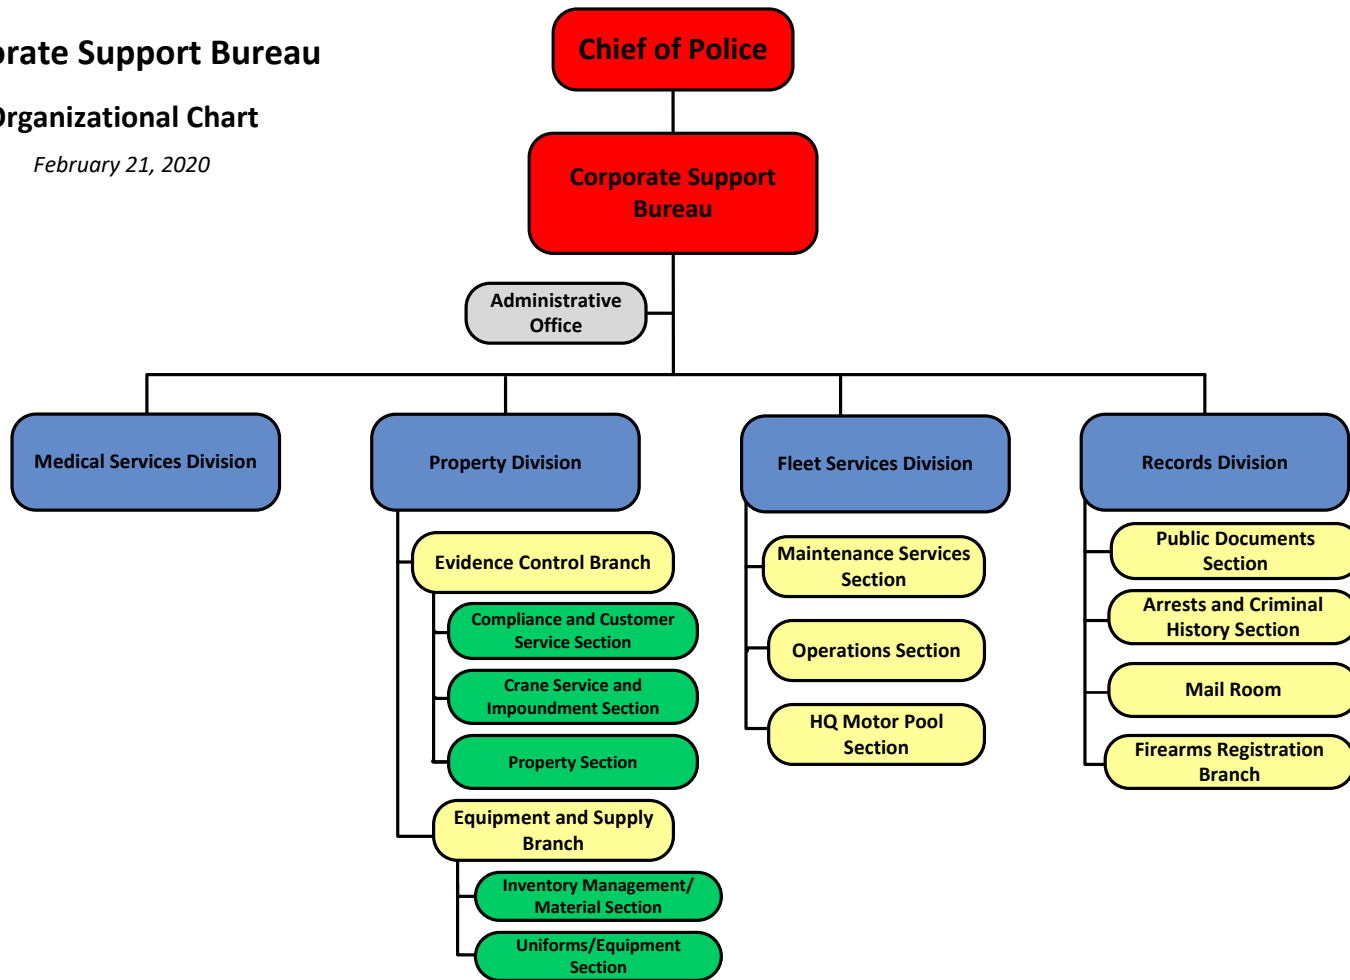 orate Support Bureau
Organizational Chart
February 21, 2020
Chief of Police
Corporate Support
Bureau
Administrative
Office
Medical Services Division
Property Division
Fleet Services Division
Records Division
Evidence Control Branch
Compliance and Customer
Service Section
Crane Service and
Impoundment Section
Property Section
Equipment and Supply
Branch
Inventory Management/
Material Section
Uniforms/Equipment
Section
Maintenance Services
Section
Operations Section
HQ Motor Pool
Section
Public Documents
Section
Arrests and Criminal
History Section
Mail Room
Firearms Registration
Branch